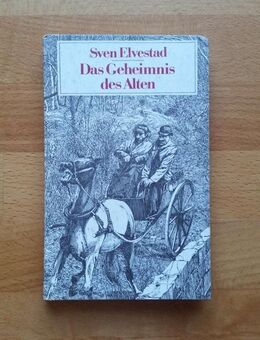 Sven Elvestad
Das Geheimnis
des Alten